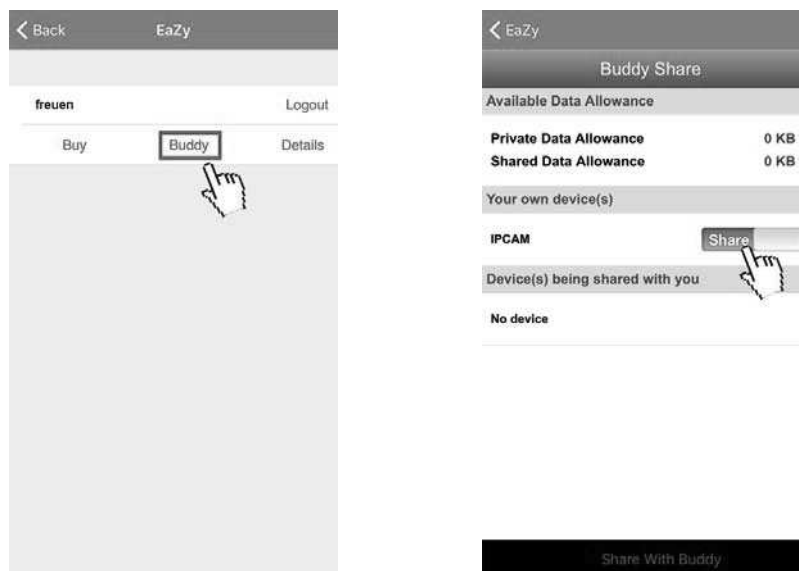 Back EaZy
freuen Logout
Buy Buddy Details
EaZy
Buddy Share
Available Data Allowance
Private Data Allowance 0 KB
Shared Data Allowance 0 KB
Your own device(s)
IPCAM Share
Device(s) being shared with you
No device
Share With Buddy